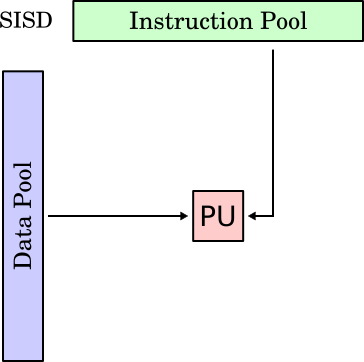 SISD
Instruction Pool
Data Pool
PU